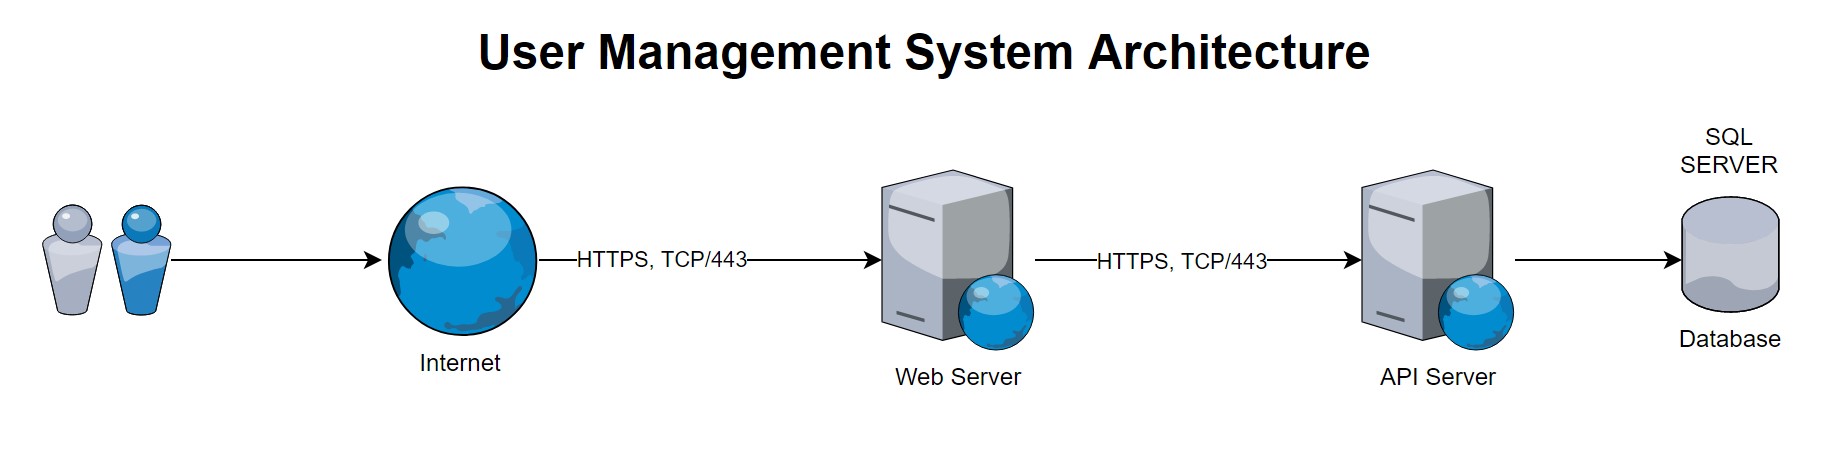 User Management System Architecture
SQL
SERVER
HTTPS, TCP/443
HTTPS, TCP/443
Internet
Web Server
API Server
Database